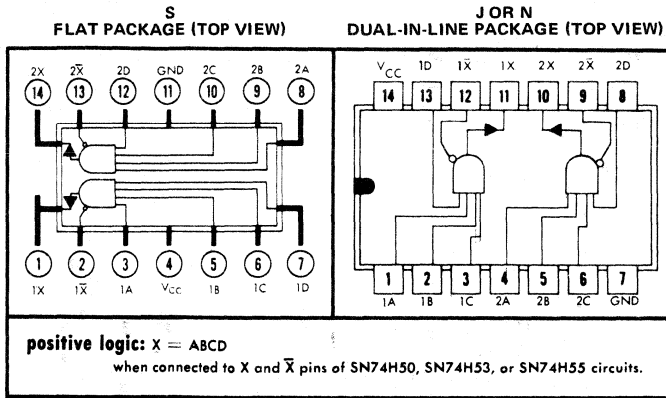 S
FLAT PACKAGE (TOP VIEW)
2X 2X̅ 2D GND 2C 2B 2A
14 13 12 11 10 9 8
1 2 3 4 5 6 7
1X 1X̅ 1A VCC 1B 1C 1D
J OR N
DUAL-IN-LINE PACKAGE (TOP VIEW)
VCC 1D 1X̅ 1X 2X 2X̅ 2D
14 13 12 11 10 9 8
1 2 3 4 5 6 7
1A 1B 1C 2A 2B 2C GND
positive logic: X = ABCD
when connected to X and X̅ pins of SN74H50, SN74H53, or SN74H55 circuits.